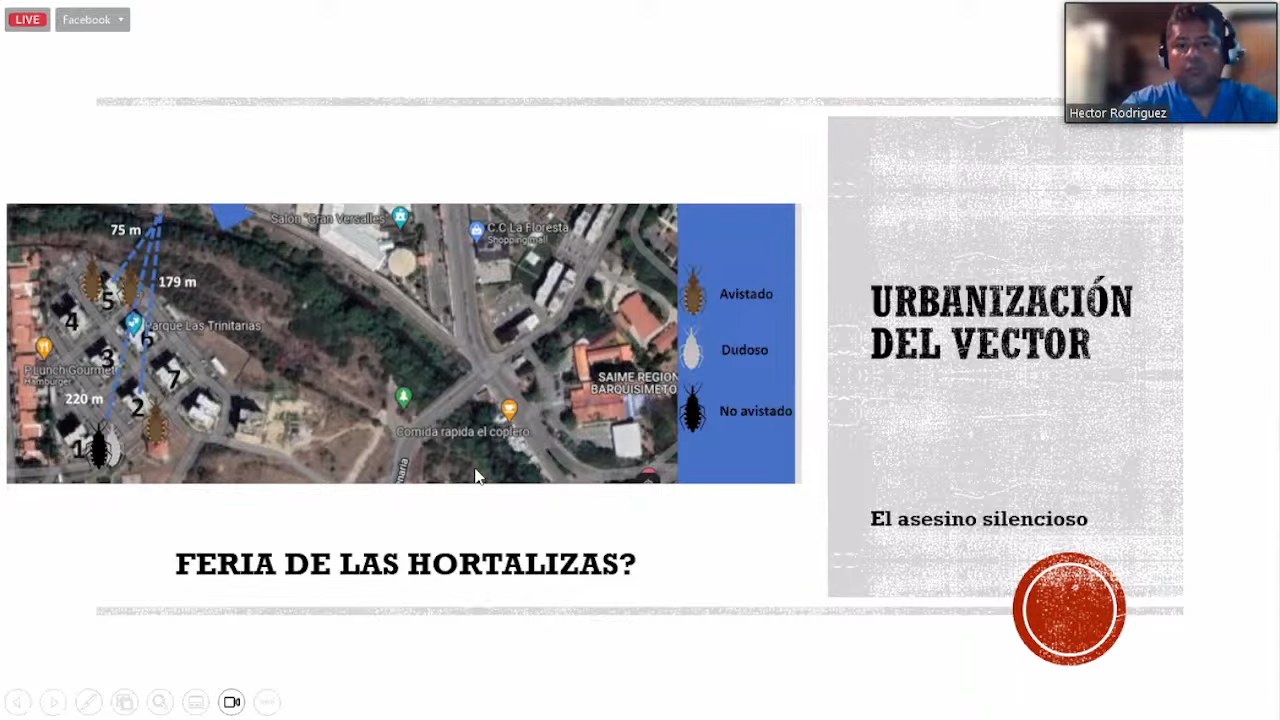 LIVE
Facebook
Hector Rodriguez
Salón "Gran Versalles"
C.C La Floresta
Shopping mall
75 m
179 m
5
4
Parque Las Trinitarias
6
3
P.Lunch Gourmet
Hamburger
7
220 m
2
1
SAIME REGION
BARQUISIMETO
Comida rapida el coplero
Avistado
Dudoso
No avistado
URBANIZACIÓN
DEL VECTOR
El asesino silencioso
FERIA DE LAS HORTALIZAS?